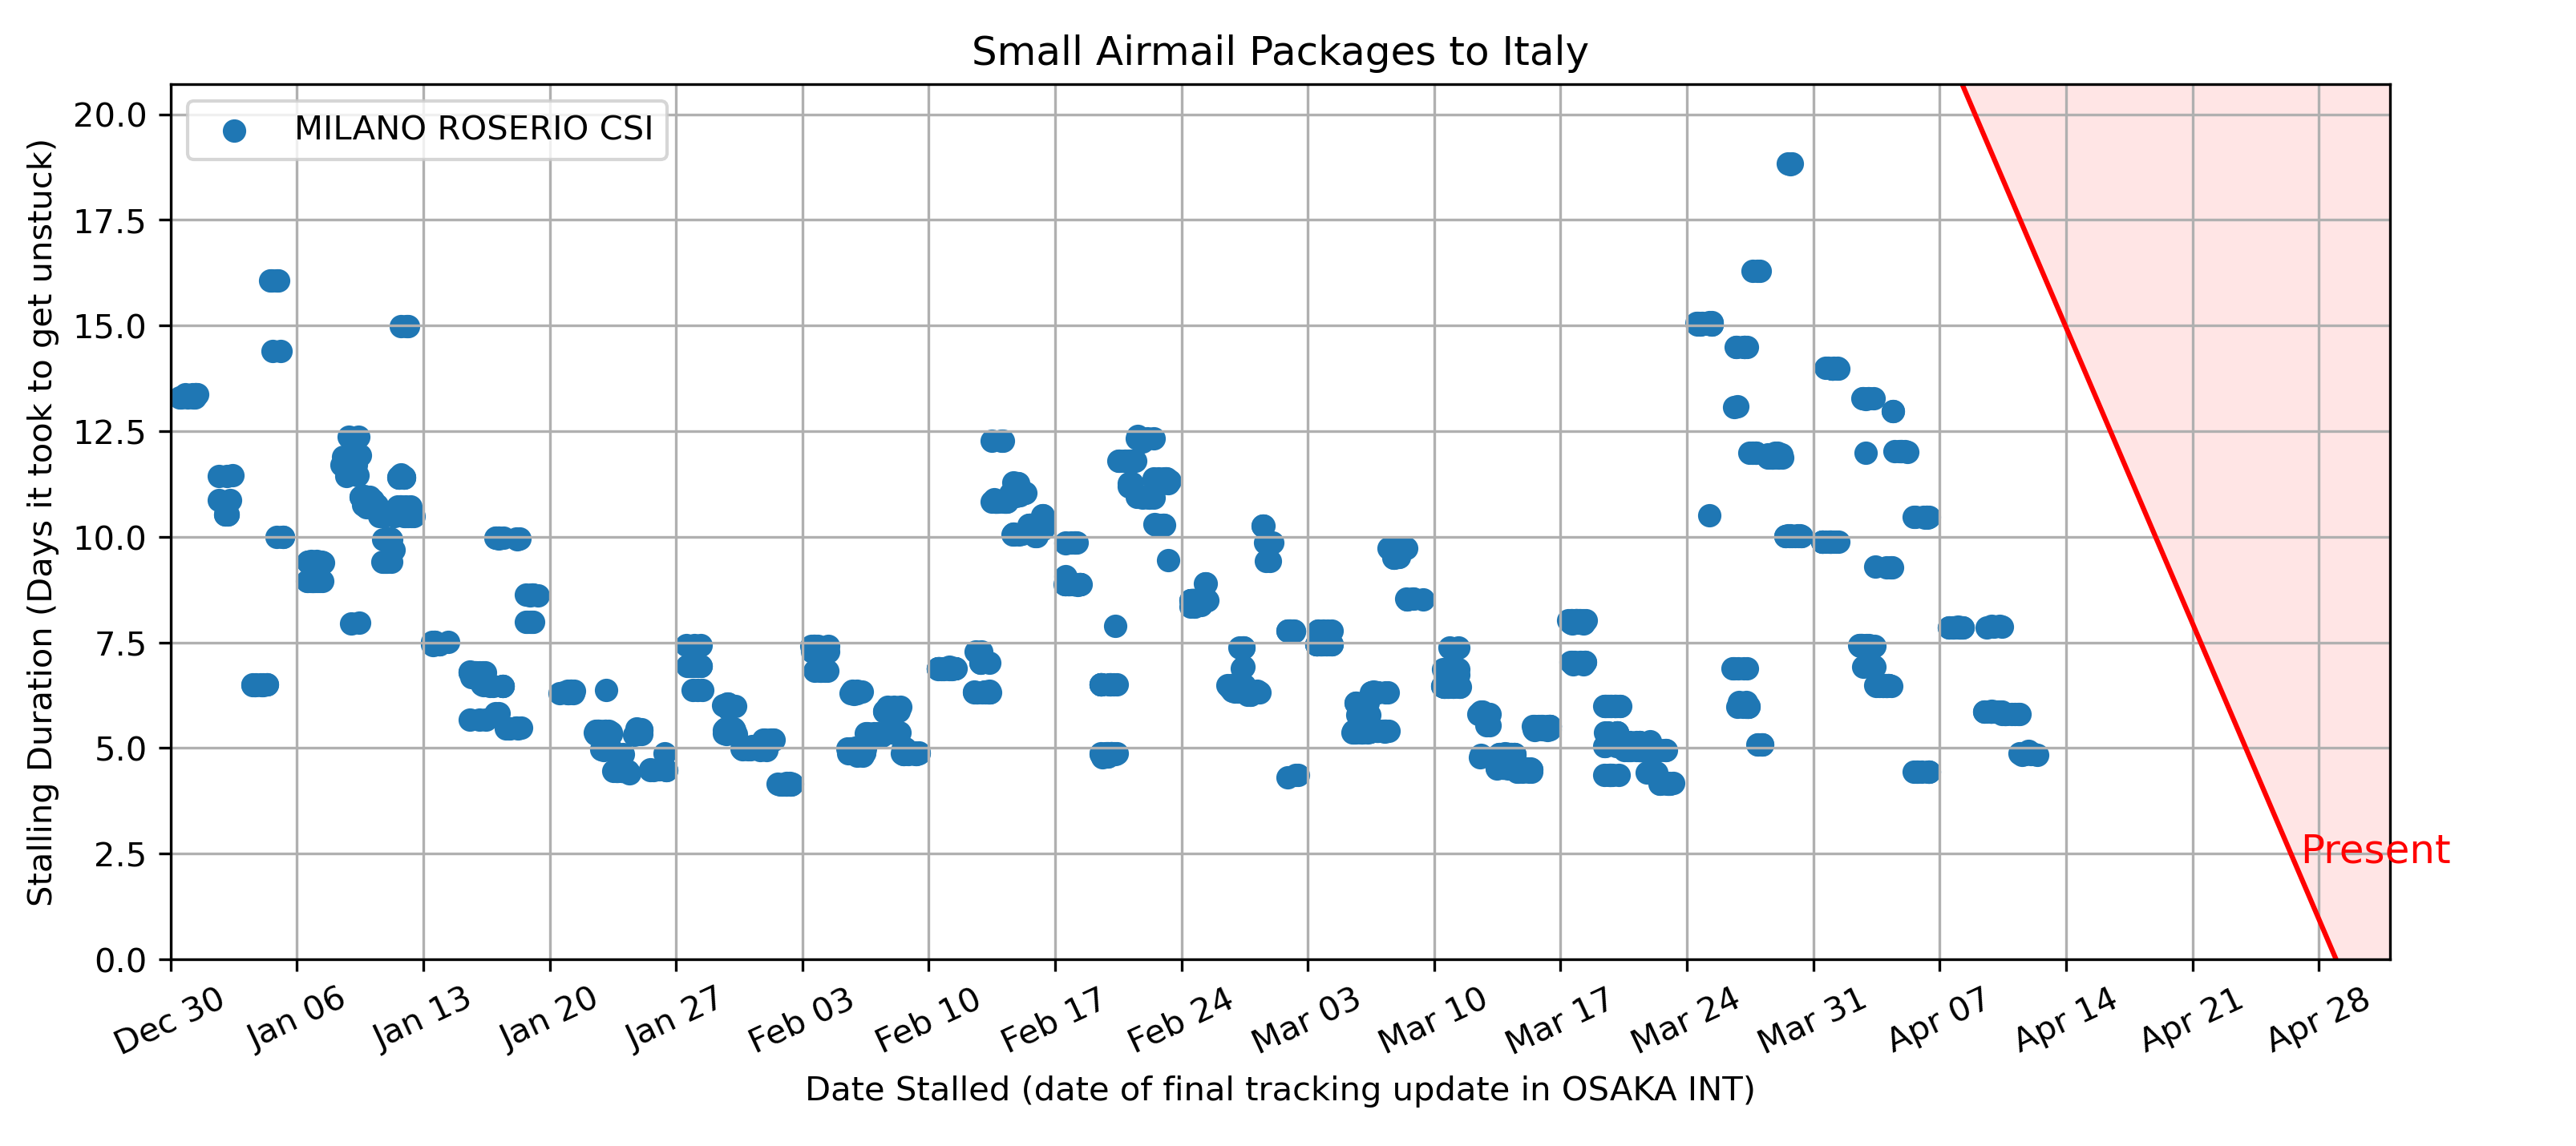 Small Airmail Packages to Italy
MILANO ROSERIO CSI
Stalling Duration (Days it took to get unstuck)
20.0
17.5
15.0
12.5
10.0
7.5
5.0
2.5
0.0
Present
Dec 30 Jan 06 Jan 13 Jan 20 Jan 27 Feb 03 Feb 10 Feb 17 Feb 24 Mar 03 Mar 10 Mar 17 Mar 24 Mar 31 Apr 07 Apr 14 Apr 21 Apr 28
Date Stalled (date of final tracking update in OSAKA INT)